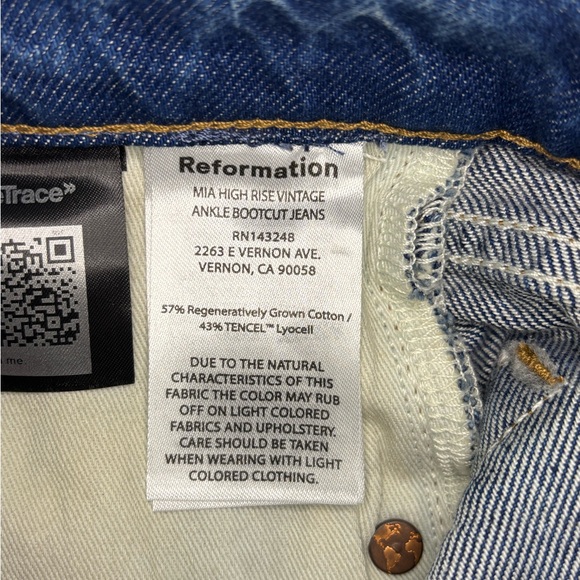 Trace»
me.
Reformation
MIA HIGH RISE VINTAGE
ANKLE BOOTCUT JEANS
RN143248
2263 E VERNON AVE.
VERNON, CA 90058
57% Regeneratively Grown Cotton /
43% TENCEL™ Lyocell
DUE TO THE NATURAL
CHARACTERISTICS OF THIS
FABRIC THE COLOR MAY RUB
OFF ON LIGHT COLORED
FABRICS AND UPHOLSTERY.
CARE SHOULD BE TAKEN
WHEN WEARING WITH LIGHT
COLORED CLOTHING.